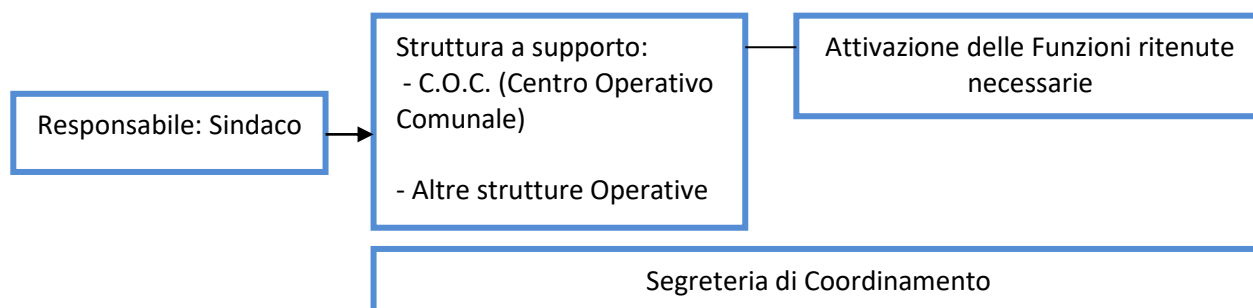 Responsabile: Sindaco
Struttura a supporto:
- C.O.C. (Centro Operativo
Comunale)
- Altre strutture Operative
Attivazione delle Funzioni ritenute
necessarie
Segreteria di Coordinamento